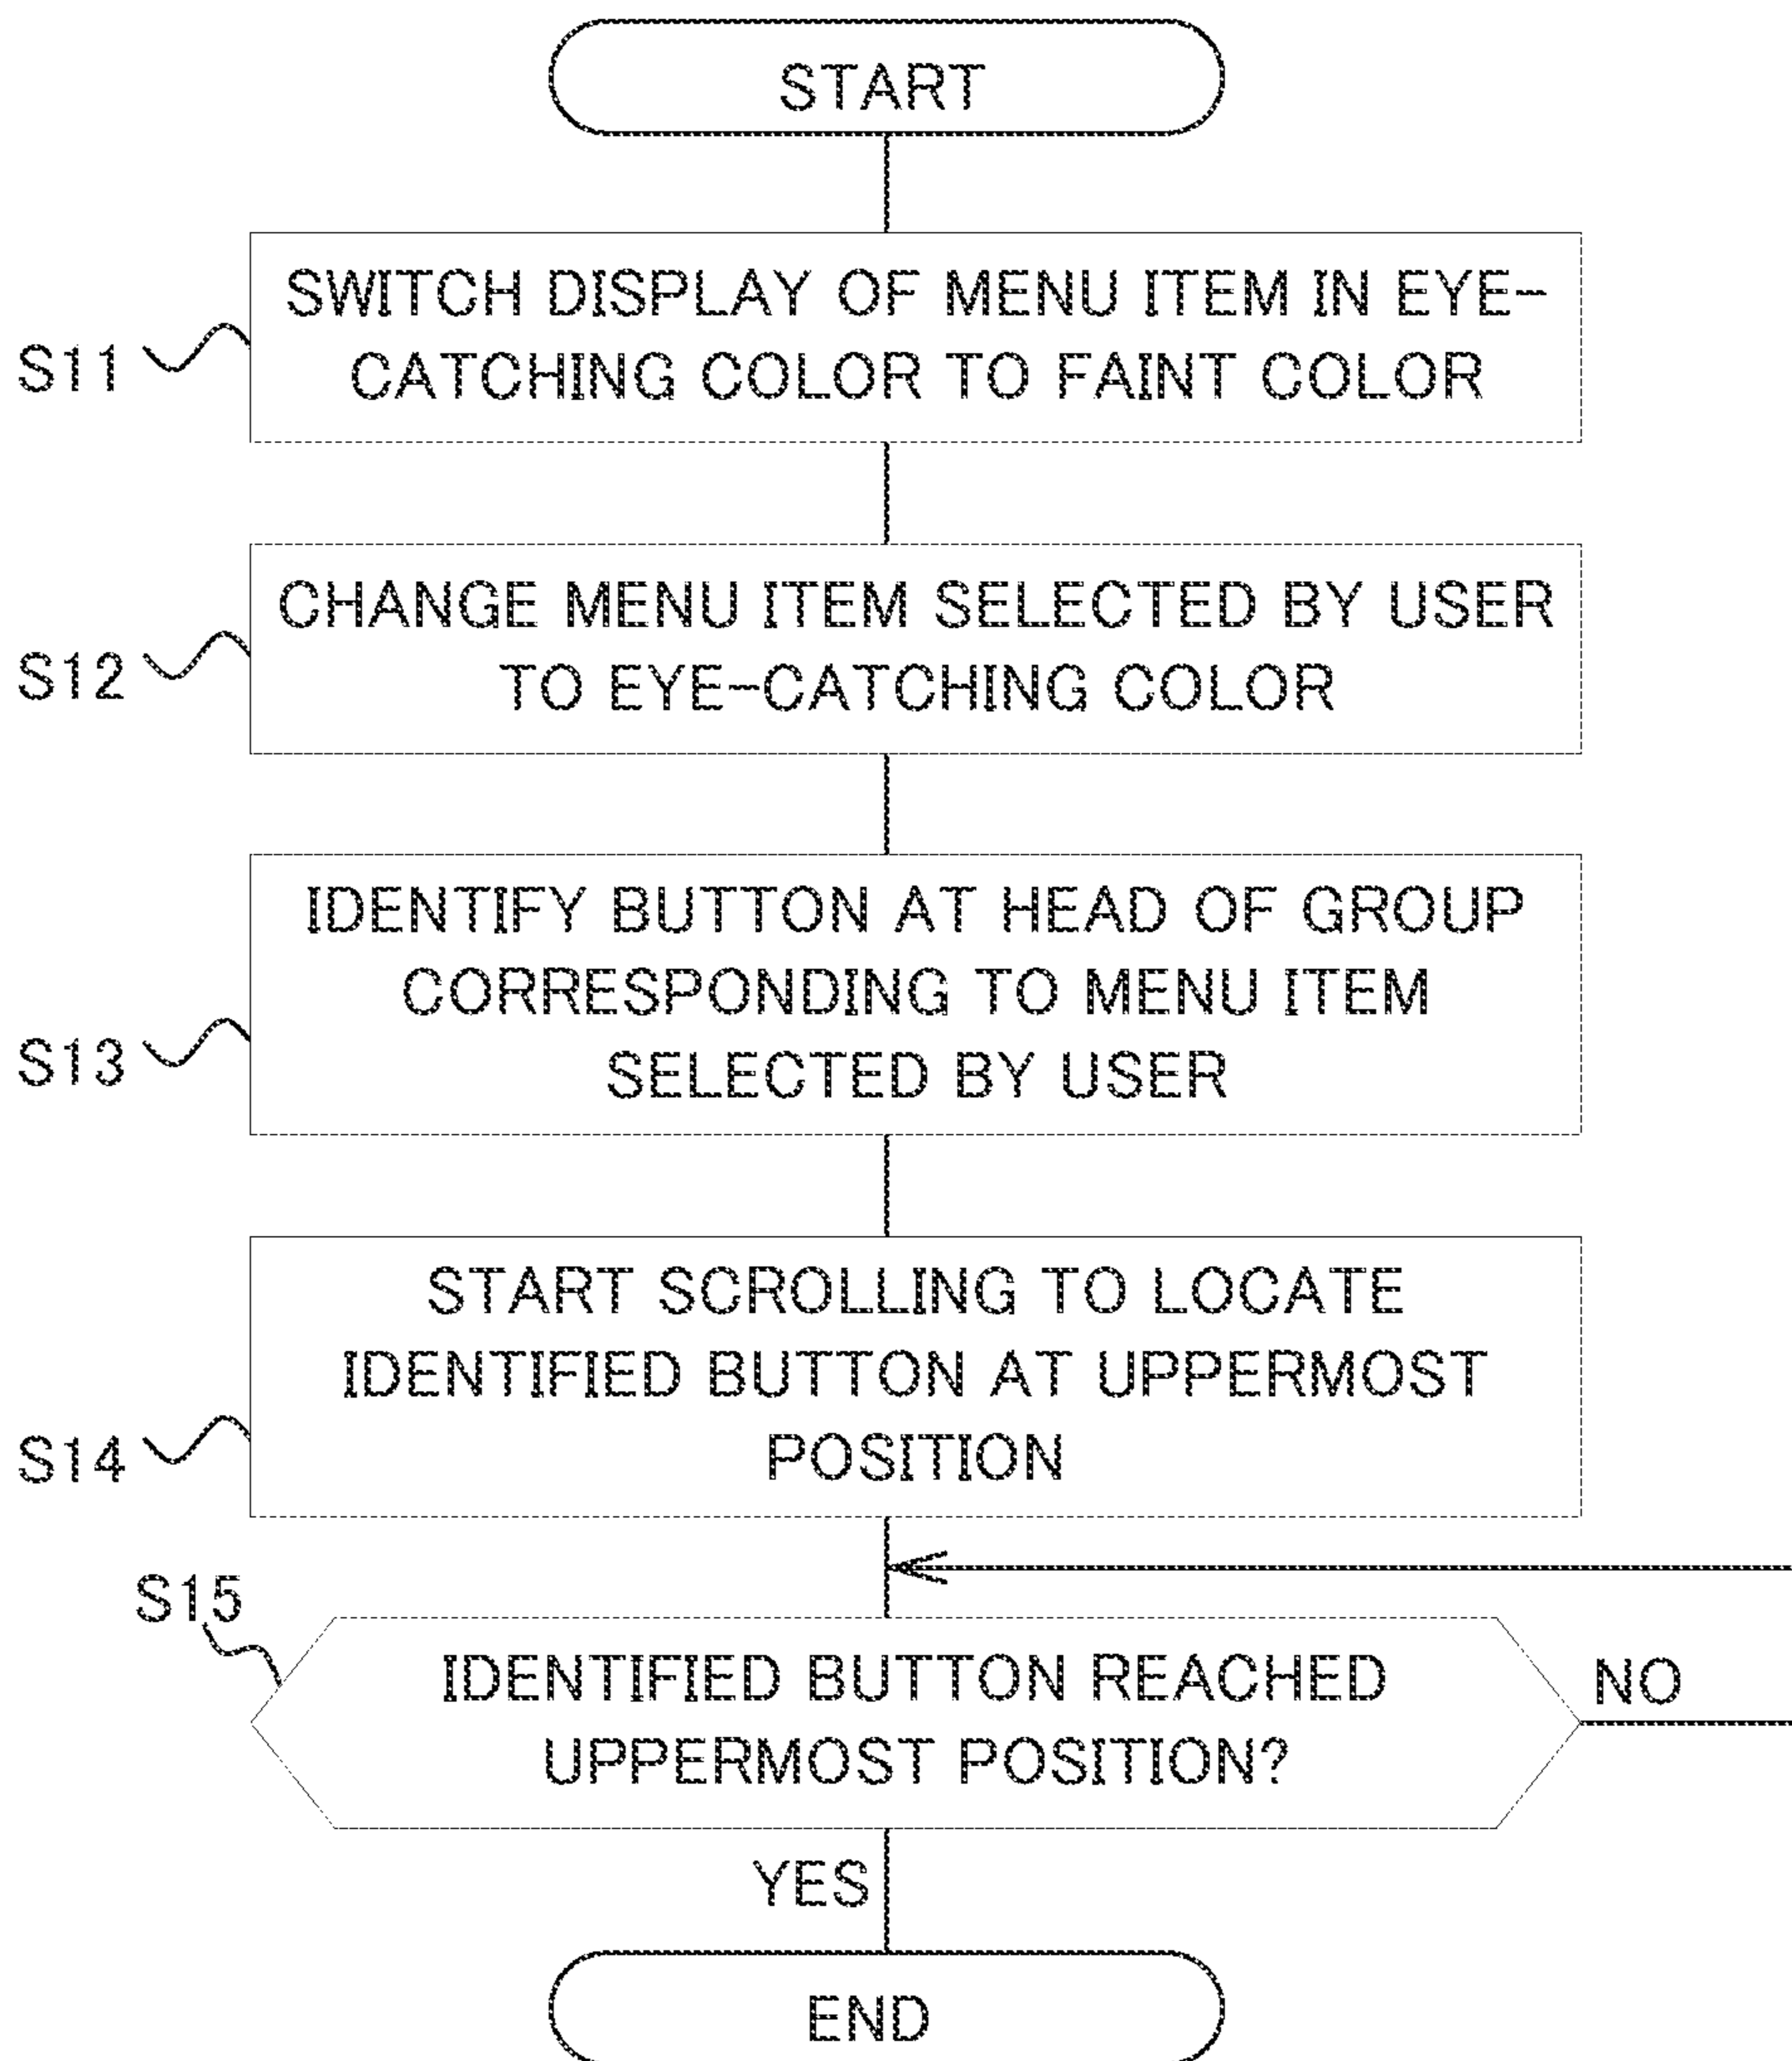 START
SWITCH DISPLAY OF MENU ITEM IN EYE-
CATCHING COLOR TO FAINT COLOR
S11
CHANGE MENU ITEM SELECTED BY USER
TO EYE-CATCHING COLOR
S12
IDENTIFY BUTTON AT HEAD OF GROUP
CORRESPONDING TO MENU ITEM
SELECTED BY USER
S13
START SCROLLING TO LOCATE
IDENTIFIED BUTTON AT UPPERMOST
POSITION
S14
S15
IDENTIFIED BUTTON REACHED
UPPERMOST POSITION?
NO
YES
END